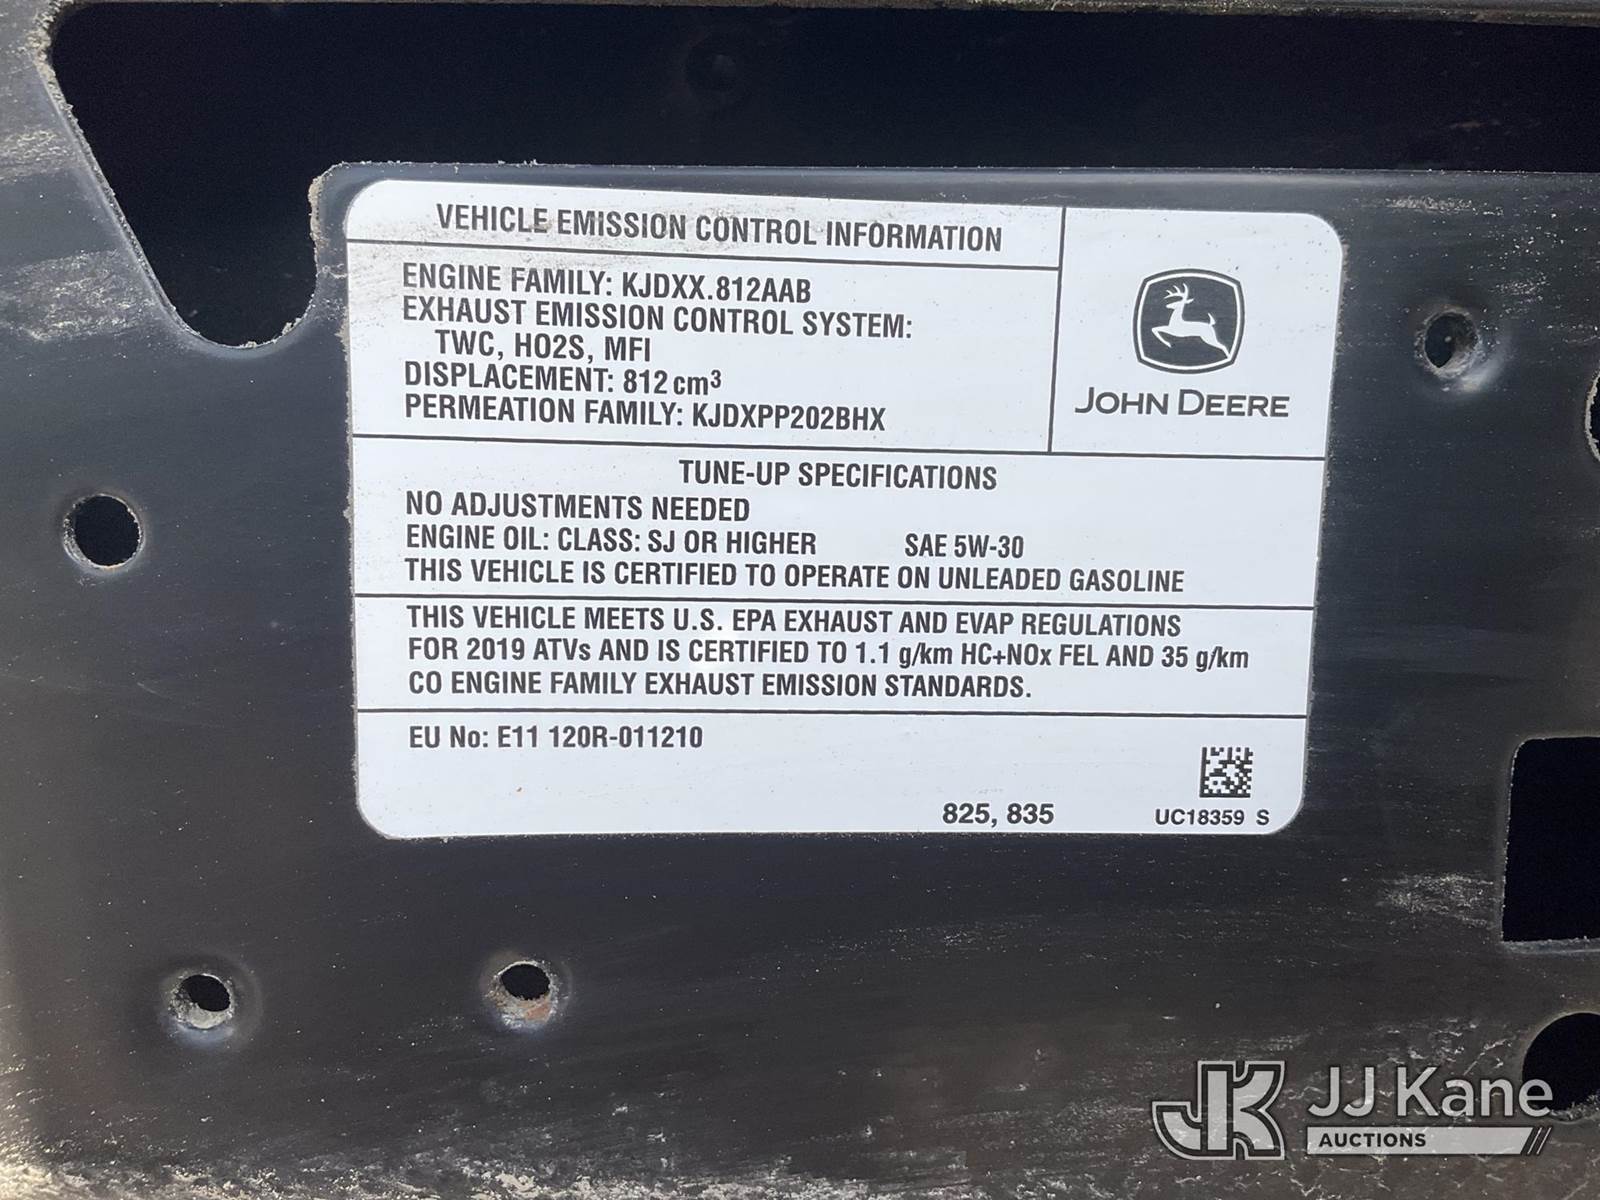 VEHICLE EMISSION CONTROL INFORMATION
ENGINE FAMILY: KJDXX.812AAB
EXHAUST EMISSION CONTROL SYSTEM:
TWC, HO2S, MFI
DISPLACEMENT: 812 cm³
PERMEATION FAMILY: KJDXPP202BHX
JOHN DEERE
TUNE-UP SPECIFICATIONS
NO ADJUSTMENTS NEEDED
ENGINE OIL: CLASS: SJ OR HIGHER SAE 5W-30
THIS VEHICLE IS CERTIFIED TO OPERATE ON UNLEADED GASOLINE
THIS VEHICLE MEETS U.S. EPA EXHAUST AND EVAP REGULATIONS
FOR 2019 ATVs AND IS CERTIFIED TO 1.1 g/km HC+NOx FEL AND 35 g/km
CO ENGINE FAMILY EXHAUST EMISSION STANDARDS.
EU No: E11 120R-011210
825, 835
UC18359 S
JK JJ Kane
AUCTIONS